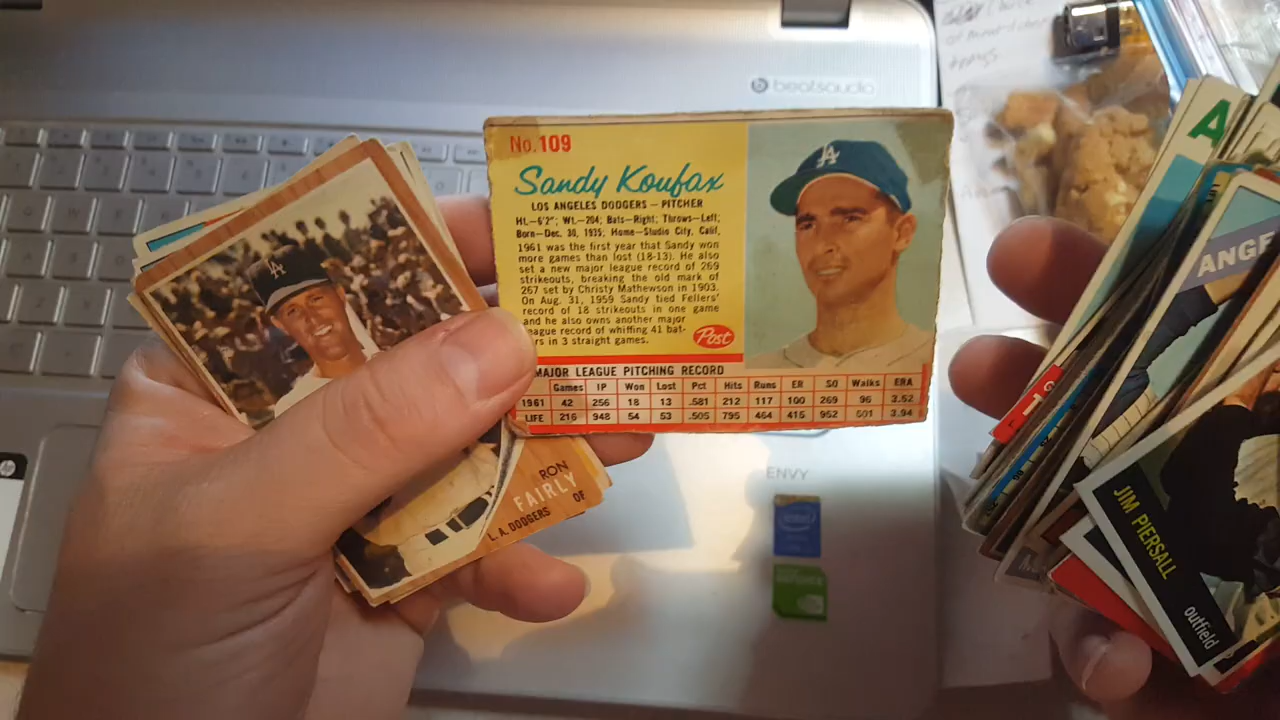 beatsaudio
No. 109
Sandy Koufax
LOS ANGELES DODGERS — PITCHER
Ht.—6'2"; Wt.—204; Bats—Right; Throws—Left;
Born—Dec. 30, 1935; Home—Studio City, Calif.
1961 was the first year that Sandy won
more games than lost (18-13). He also
set a new major league record of 269
strikeouts, breaking the old mark of
267 set by Christy Mathewson in 1903.
On Aug. 31, 1959 Sandy tied Fellers'
record of 18 strikeouts in one game
and he also owns another major
league record of whiffing 41 bat-
rs in 3 straight games.
Post
LA
MAJOR LEAGUE PITCHING RECORD
Games IP Won Lost Pct Hits Runs ER SO Walks ERA
1961 42 256 18 13 .581 212 117 100 269 96 3.52
LIFE 216 948 54 53 .505 795 464 415 952 501 3.94
LA
RON
FAIRLY
L.A. DODGERS OF
ENVY
intel
hp
A
ANGE
JIM PIERSALL
outfield